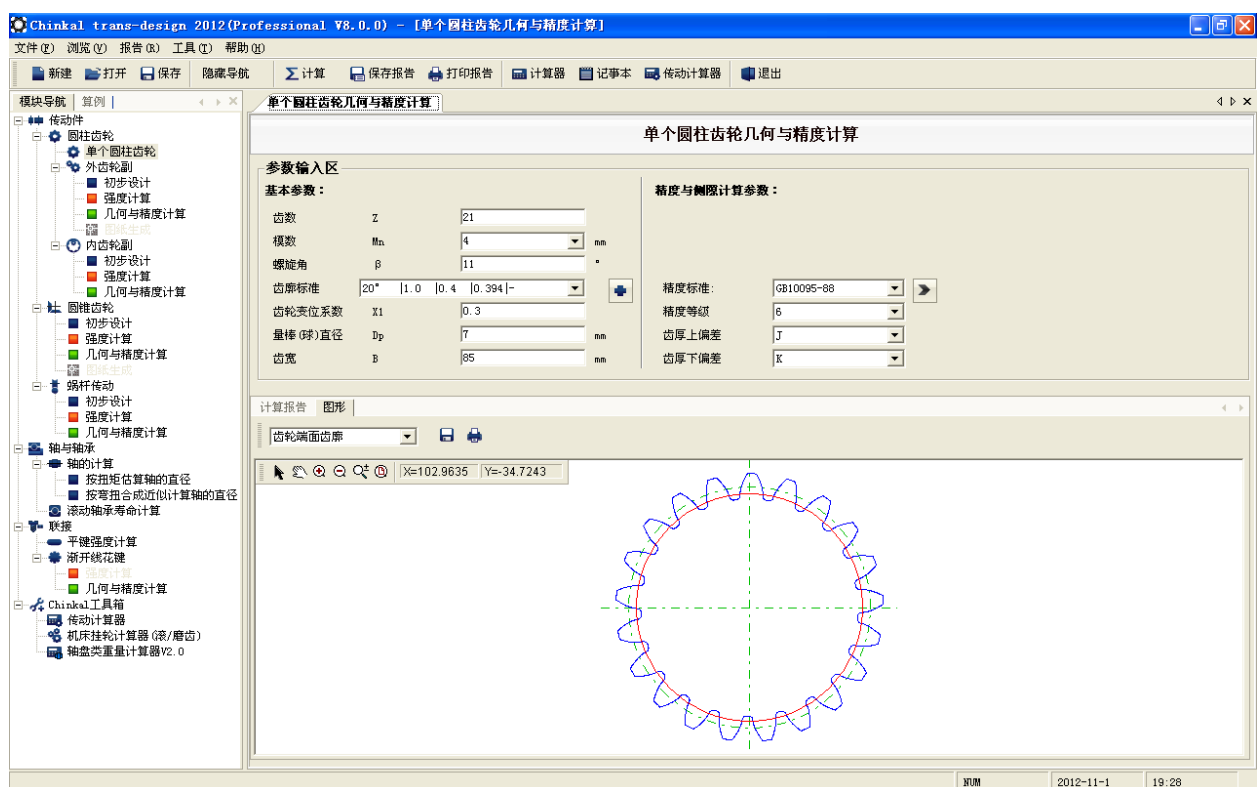 Chinkal trans-design 2012(Professional V8.0.0) - [单个圆柱齿轮几何与精度计算]
文件(F) 浏览(V) 报告(R) 工具(T) 帮助(H)
新建 打开 保存 隐藏导航 计算 保存报告 打印报告 计算器 记事本 传动计算器 退出
模块导航 算例
传动件
圆柱齿轮
单个圆柱齿轮
外齿轮副
初步设计
强度计算
几何与精度计算
图纸生成
内齿轮副
初步设计
强度计算
几何与精度计算
圆锥齿轮
初步设计
强度计算
几何与精度计算
图纸生成
蜗杆传动
初步设计
强度计算
几何与精度计算
轴与轴承
轴的计算
按扭矩估算轴的直径
按弯扭合成近似计算轴的直径
滚动轴承寿命计算
联接
平键强度计算
渐开线花键
强度计算
几何与精度计算
Chinkal工具箱
传动计算器
机床挂轮计算器(滚/磨齿)
轴盘类重量计算器V2.0
单个圆柱齿轮几何与精度计算
单个圆柱齿轮几何与精度计算
参数输入区
基本参数： 精度与侧隙计算参数：
齿数 Z 21
模数 Mn 4 mm
螺旋角 β 11 °
齿廓标准 20° |1.0 |0.4 |0.394|- 精度标准: GB10095-88
齿轮变位系数 X1 0.3 精度等级 6
量棒(球)直径 Dp 7 mm 齿厚上偏差 J
齿宽 B 85 mm 齿厚下偏差 K
计算报告 图形
齿轮端面齿廓
X=102.9635 Y=-34.7243
NUM 2012-11-1 19:28